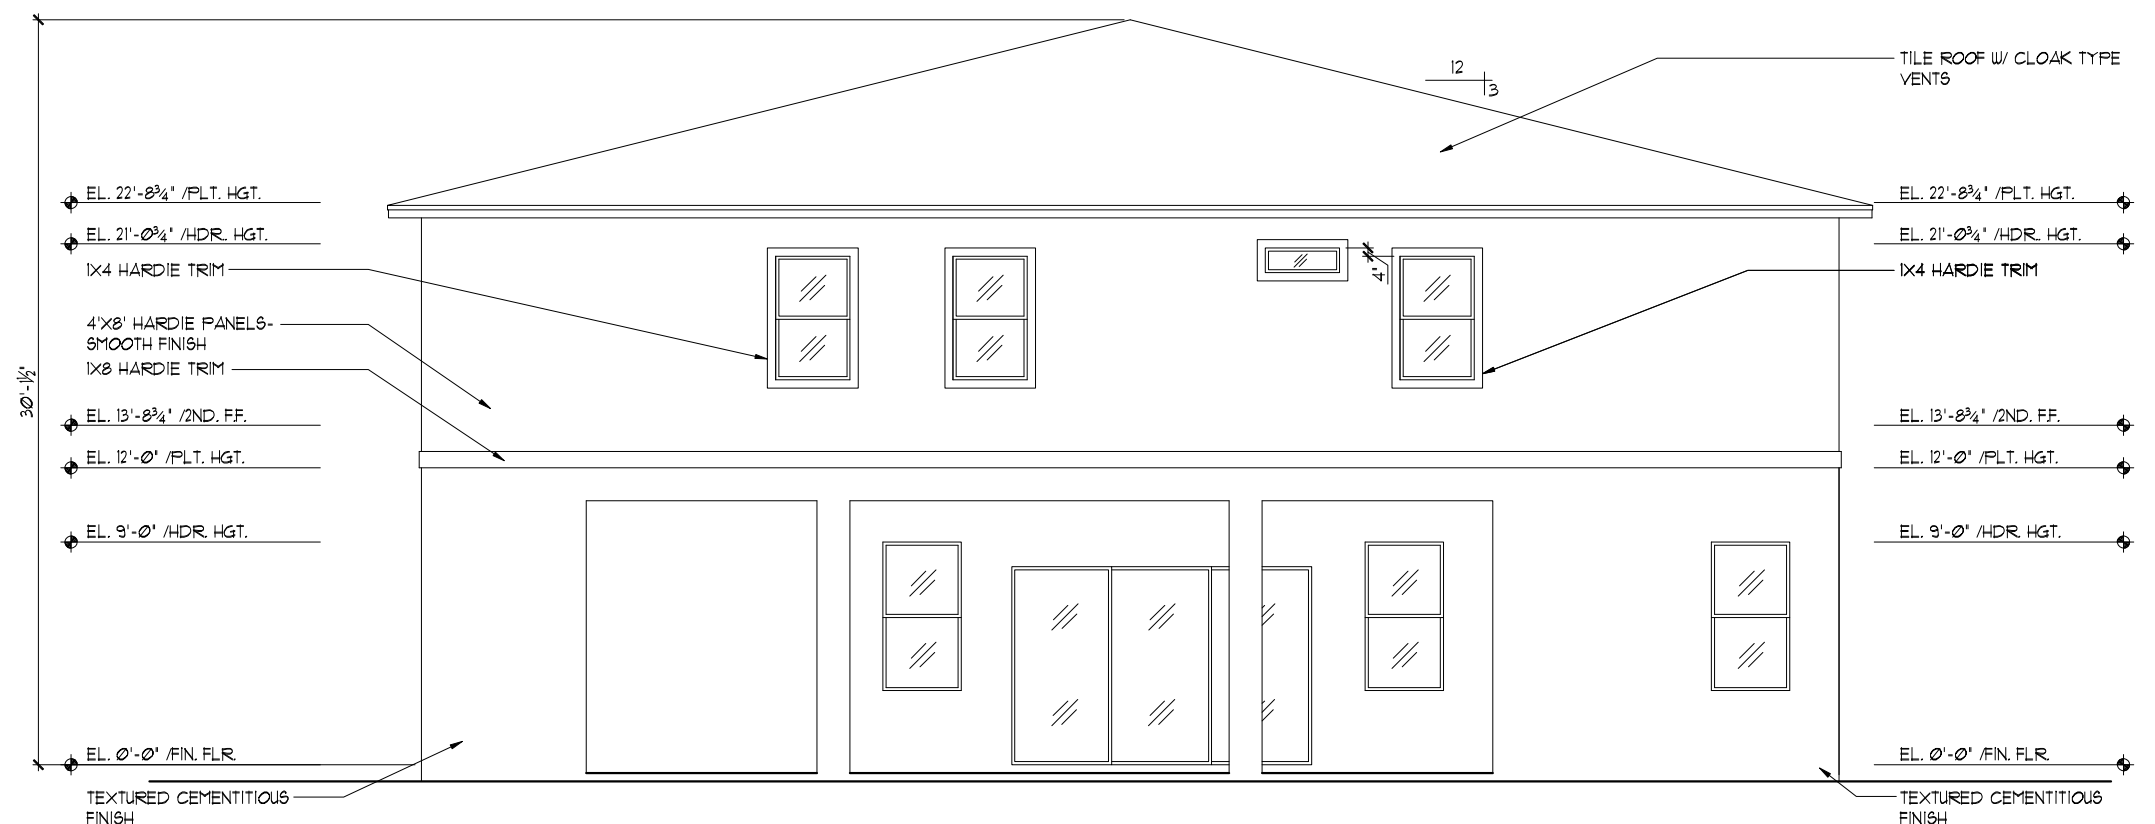 12
3
TILE ROOF W/ CLOAK TYPE
VENTS
EL. 22'-8¾" /PLT. HGT.
EL. 22'-8¾" /PLT. HGT.
EL. 21'-0¾" /HDR. HGT.
EL. 21'-0¾" /HDR. HGT.
1X4 HARDIE TRIM
4"
1X4 HARDIE TRIM
4'X8' HARDIE PANELS-
SMOOTH FINISH
1X8 HARDIE TRIM
30'-1½"
EL. 13'-8¾" /2ND. F.F.
EL. 13'-8¾" /2ND. F.F.
EL. 12'-0" /PLT. HGT.
EL. 12'-0" /PLT. HGT.
EL. 9'-0" /HDR. HGT.
EL. 9'-0" /HDR. HGT.
EL. 0'-0" /FIN. FLR.
EL. 0'-0" /FIN. FLR.
TEXTURED CEMENTITIOUS
FINISH
TEXTURED CEMENTITIOUS
FINISH